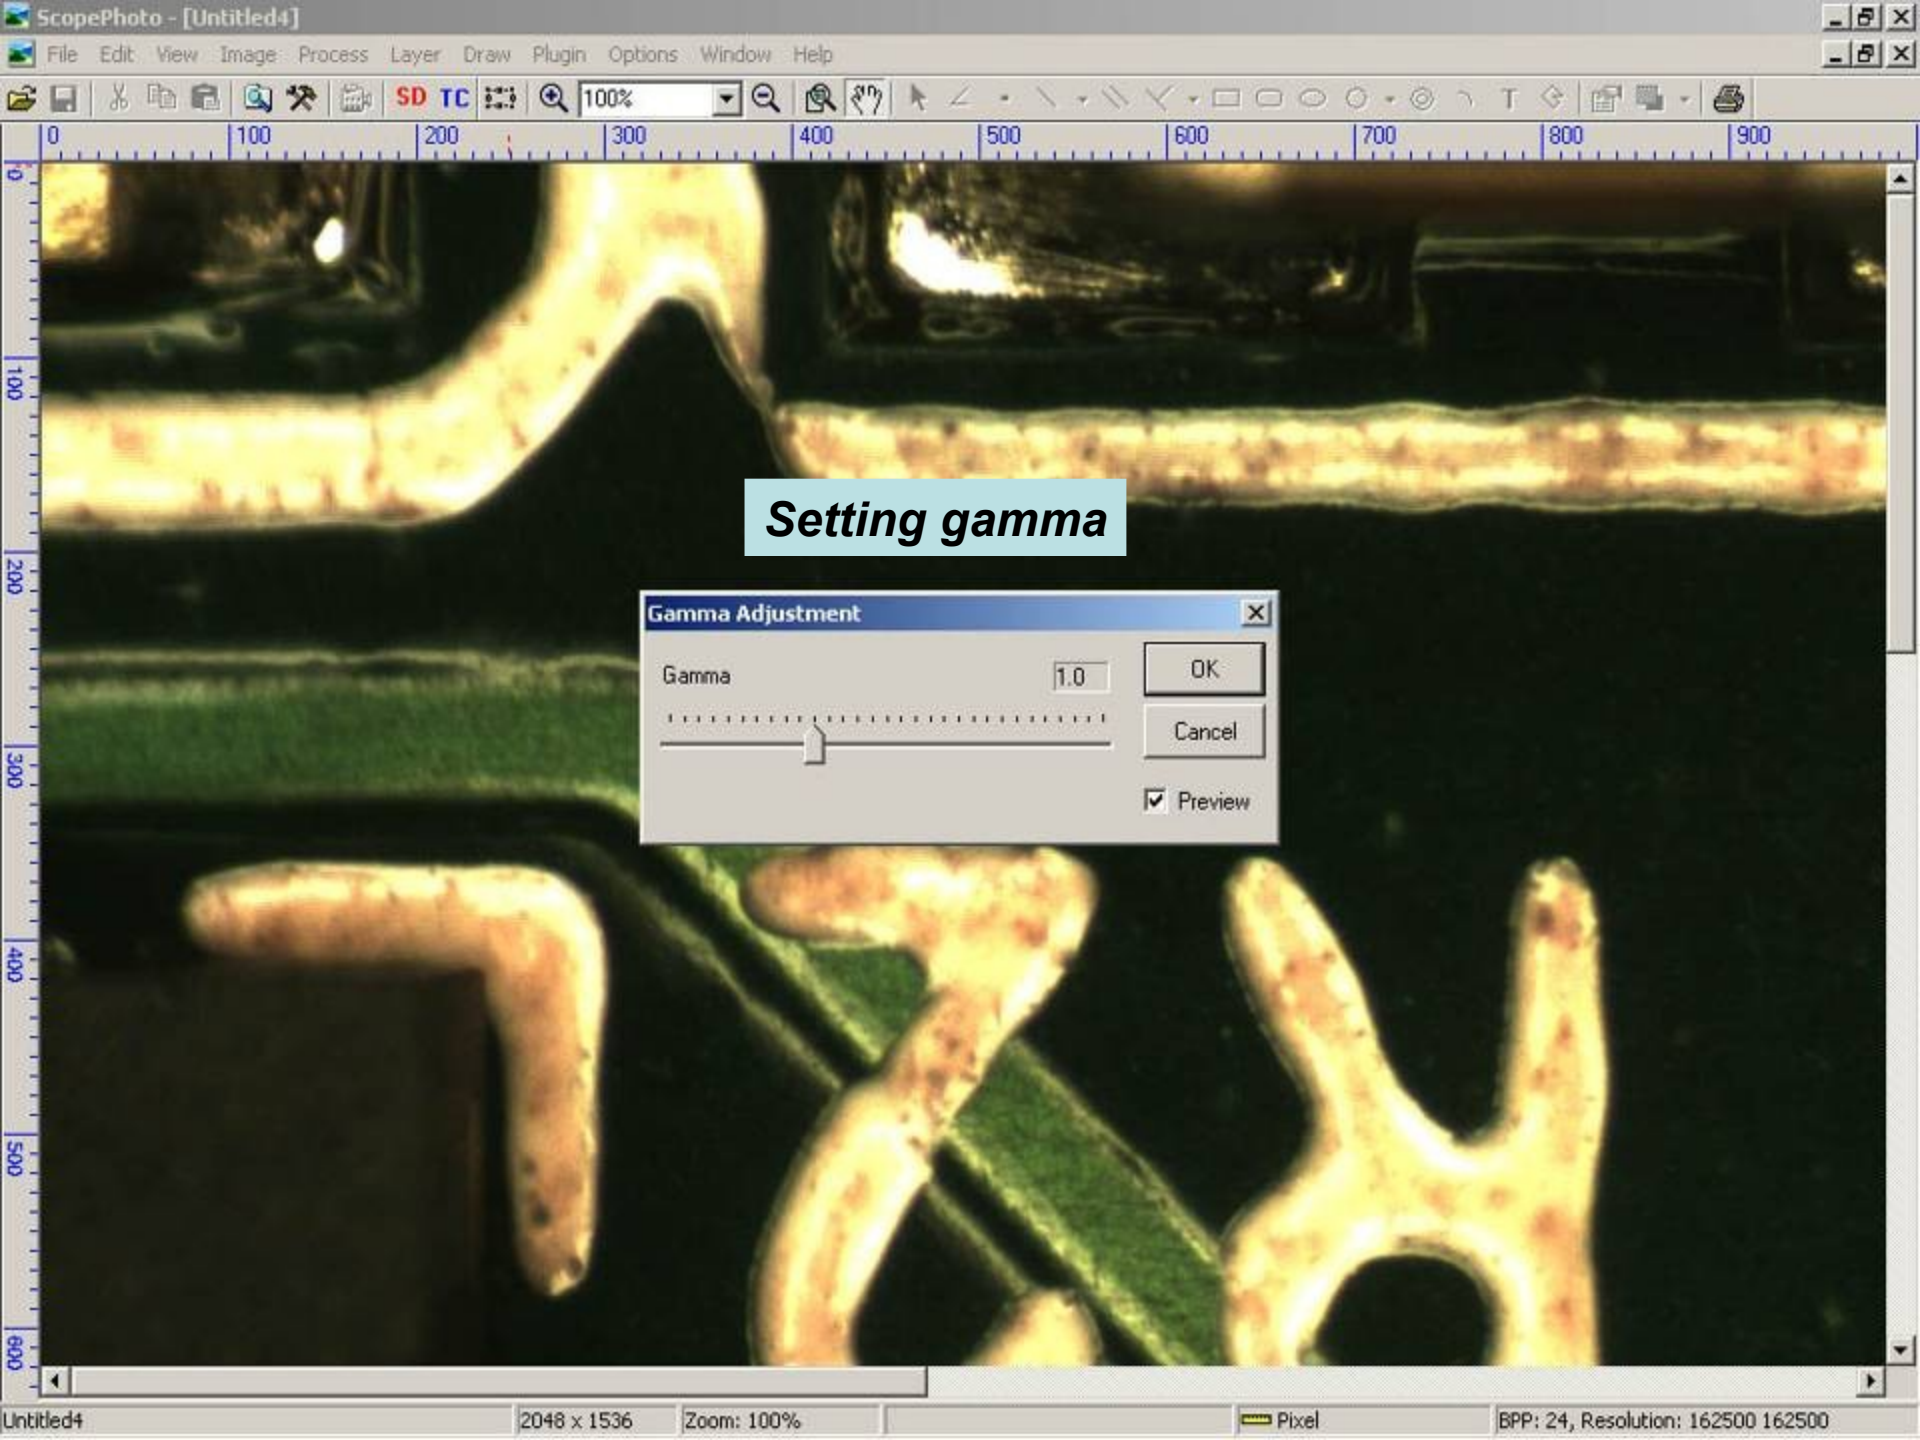 ScopePhoto - [Untitled4]
File Edit View Image Process Layer Draw Plugin Options Window Help
SD TC 100% T
0 100 200 300 400 500 600 700 800 900
0
100
200
300
400
500
600
Setting gamma
Gamma Adjustment
Gamma 1.0 OK
Cancel
Preview
Untitled4 2048 x 1536 Zoom: 100% Pixel BPP: 24, Resolution: 162500 162500